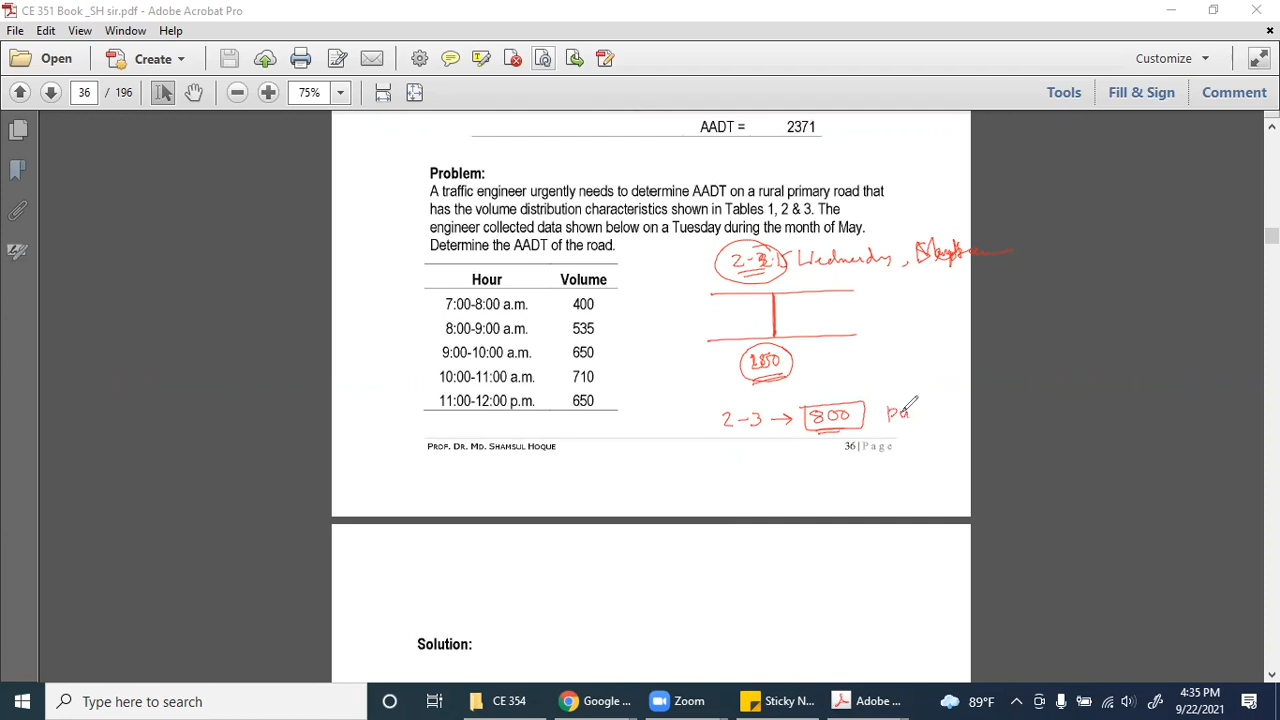 CE 351 Book _SH sir.pdf - Adobe Acrobat Pro
File Edit View Window Help
Open Create Customize
36 / 196 75% Tools Fill & Sign Comment
AADT = 2371
Problem:
A traffic engineer urgently needs to determine AADT on a rural primary road that
has the volume distribution characteristics shown in Tables 1, 2 & 3. The
engineer collected data shown below on a Tuesday during the month of May.
Determine the AADT of the road.
Wednesday,
Hour Volume
7:00-8:00 a.m. 400
8:00-9:00 a.m. 535
9:00-10:00 a.m. 650
10:00-11:00 a.m. 710
11:00-12:00 p.m. 650
2-3 → 800
PROF. DR. MD. SHAMSUL HOQUE 36 | P a g e
Solution:
Type here to search CE 354 Google ... Zoom Sticky N... Adobe ... 89°F 4:35 PM
9/22/2021